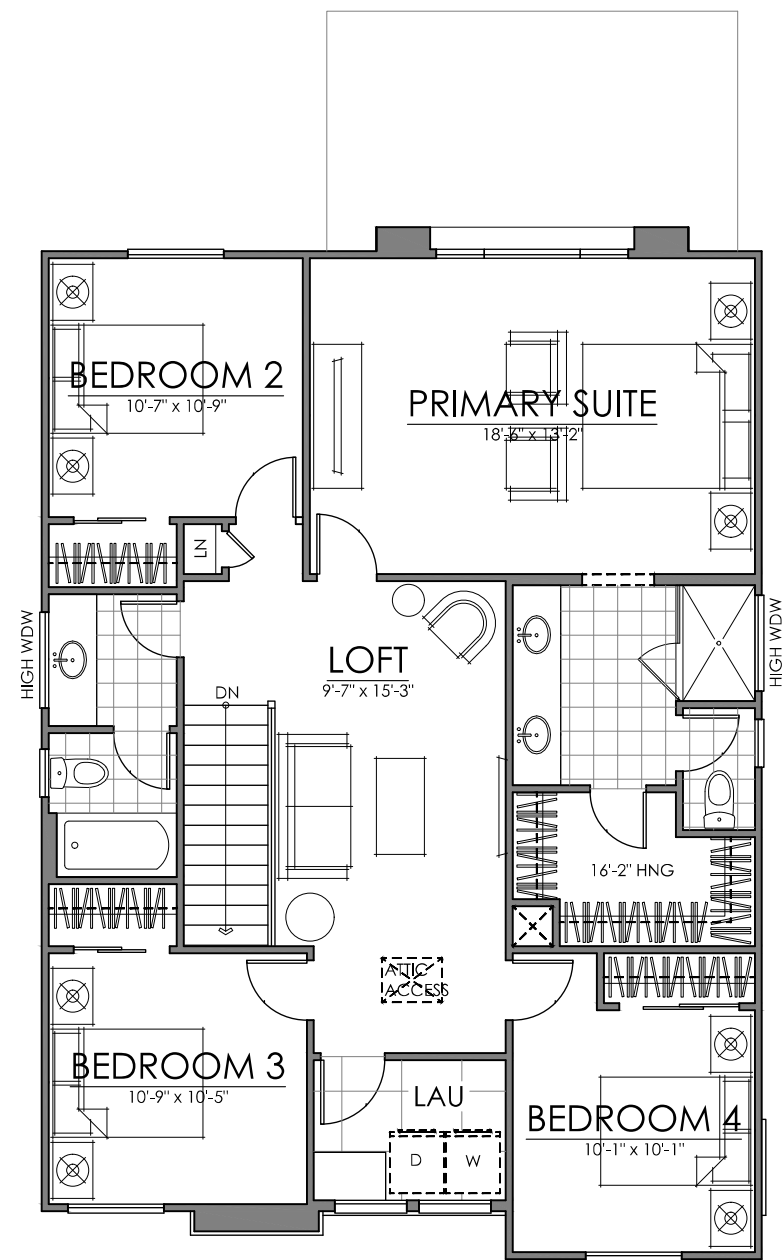 BEDROOM 2
10'-7" x 10'-9"
PRIMARY SUITE
18'-6" x 13'-2"
LN
HIGH WDW
HIGH WDW
LOFT
9'-7" x 15'-3"
DN
16'-2" HNG
ATTIC
ACCESS
BEDROOM 3
10'-9" x 10'-5"
LAU
D
W
BEDROOM 4
10'-1" x 10'-1"